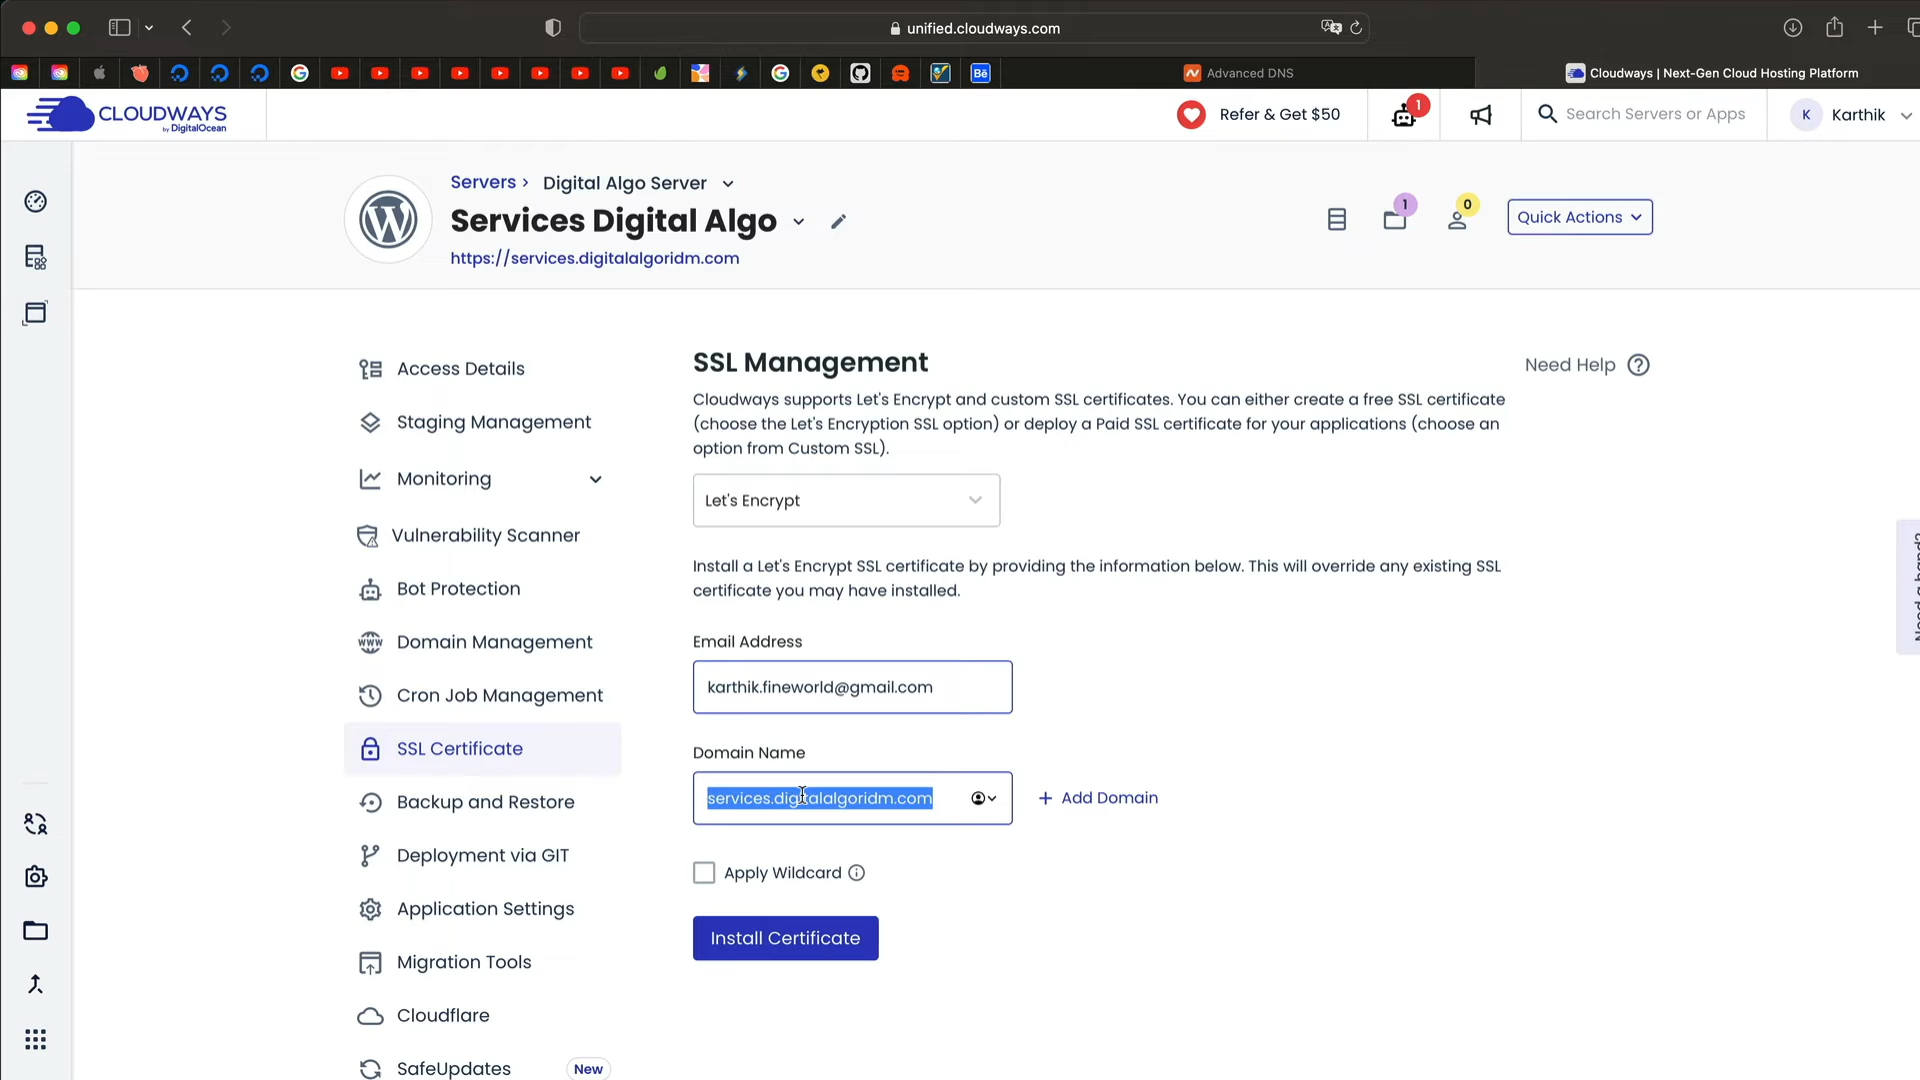 unified.cloudways.com
Bē
Advanced DNS
Cloudways | Next-Gen Cloud Hosting Platform
CLOUDWAYS
by DigitalOcean
Refer & Get $50
1
Search Servers or Apps
K
Karthik
Servers ›
Digital Algo Server
Services Digital Algo
https://services.digitalalgoridm.com
1
0
Quick Actions
Access Details
Staging Management
Monitoring
Vulnerability Scanner
Bot Protection
Domain Management
Cron Job Management
SSL Certificate
Backup and Restore
Deployment via GIT
Application Settings
Migration Tools
Cloudflare
SafeUpdates
New
SSL Management
Need Help
Cloudways supports Let's Encrypt and custom SSL certificates. You can either create a free SSL certificate
(choose the Let's Encryption SSL option) or deploy a Paid SSL certificate for your applications (choose an
option from Custom SSL).
Let's Encrypt
Install a Let's Encrypt SSL certificate by providing the information below. This will override any existing SSL
certificate you may have installed.
Email Address
karthik.fineworld@gmail.com
Domain Name
services.digitalalgoridm.com
+ Add Domain
Apply Wildcard
Install Certificate